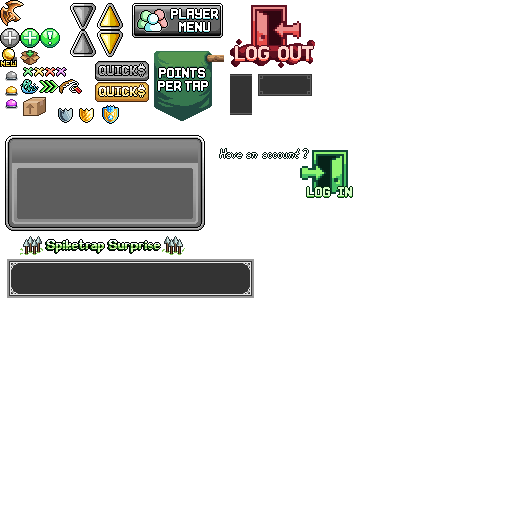 PLAYER
MENU
LOG OUT
NEW
QUICK$
QUICK$
POINTS
PER TAP
Have an account ?
LOG IN
Spiketrap Surprise